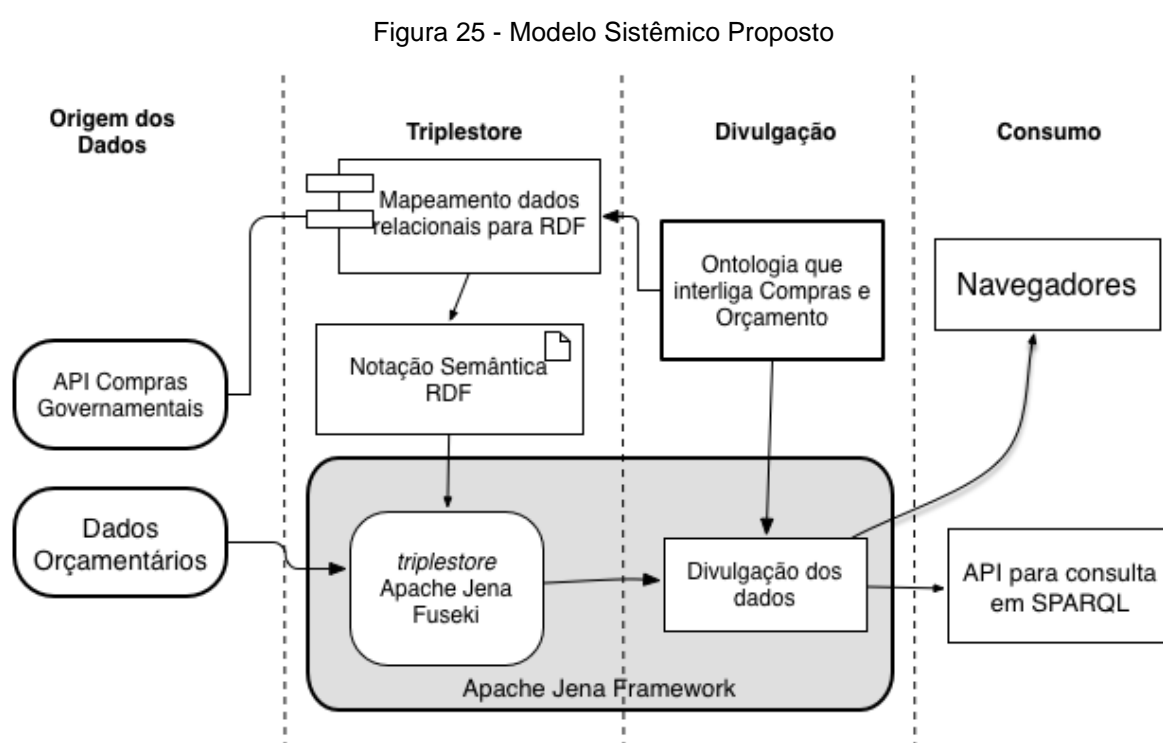 Figura 25 - Modelo Sistêmico Proposto
Origem dos
Dados
Triplestore
Divulgação
Consumo
Mapeamento dados
relacionais para RDF
Ontologia que
interliga Compras e
Orçamento
Navegadores
API Compras
Governamentais
Notação Semântica
RDF
Dados
Orçamentários
triplestore
Apache Jena
Fuseki
Divulgação dos
dados
API para consulta
em SPARQL
Apache Jena Framework